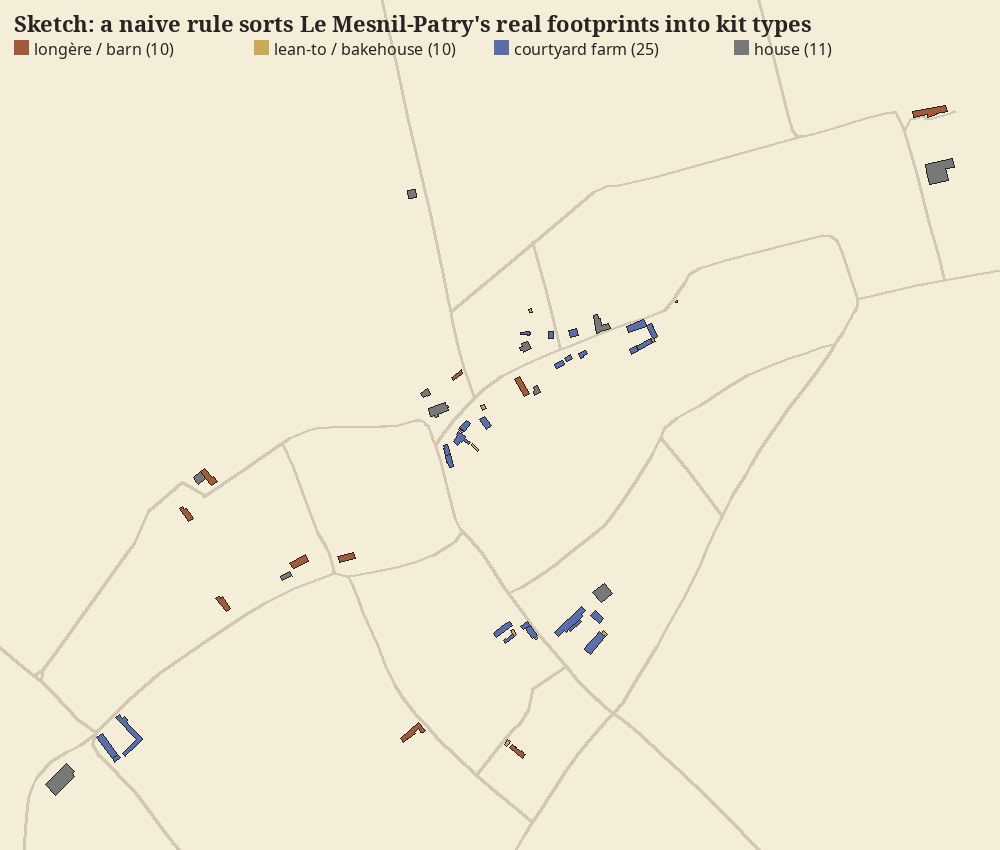 Sketch: a naive rule sorts Le Mesnil-Patry's real footprints into kit types
longère / barn (10) lean-to / bakehouse (10) courtyard farm (25) house (11)